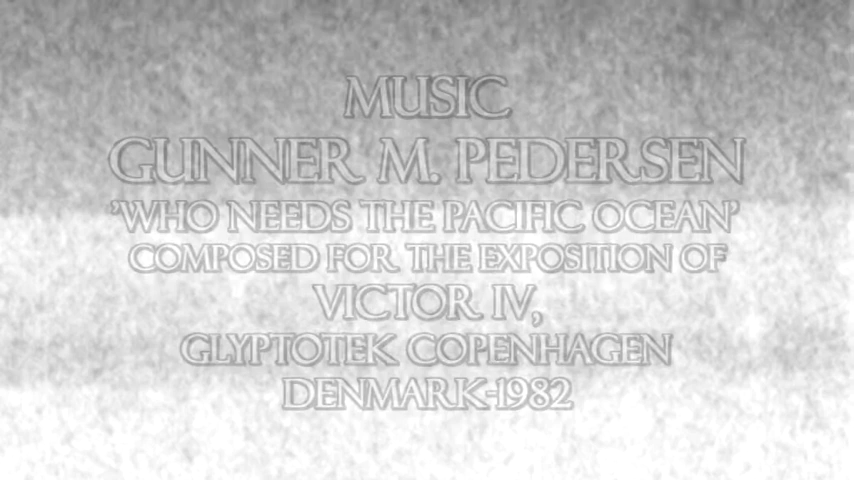 MUSIC
GUNNER M. PEDERSEN
'WHO NEEDS THE PACIFIC OCEAN'
COMPOSED FOR THE EXPOSITION OF
VICTOR IV,
GLYPTOTEK COPENHAGEN
DENMARK-1982